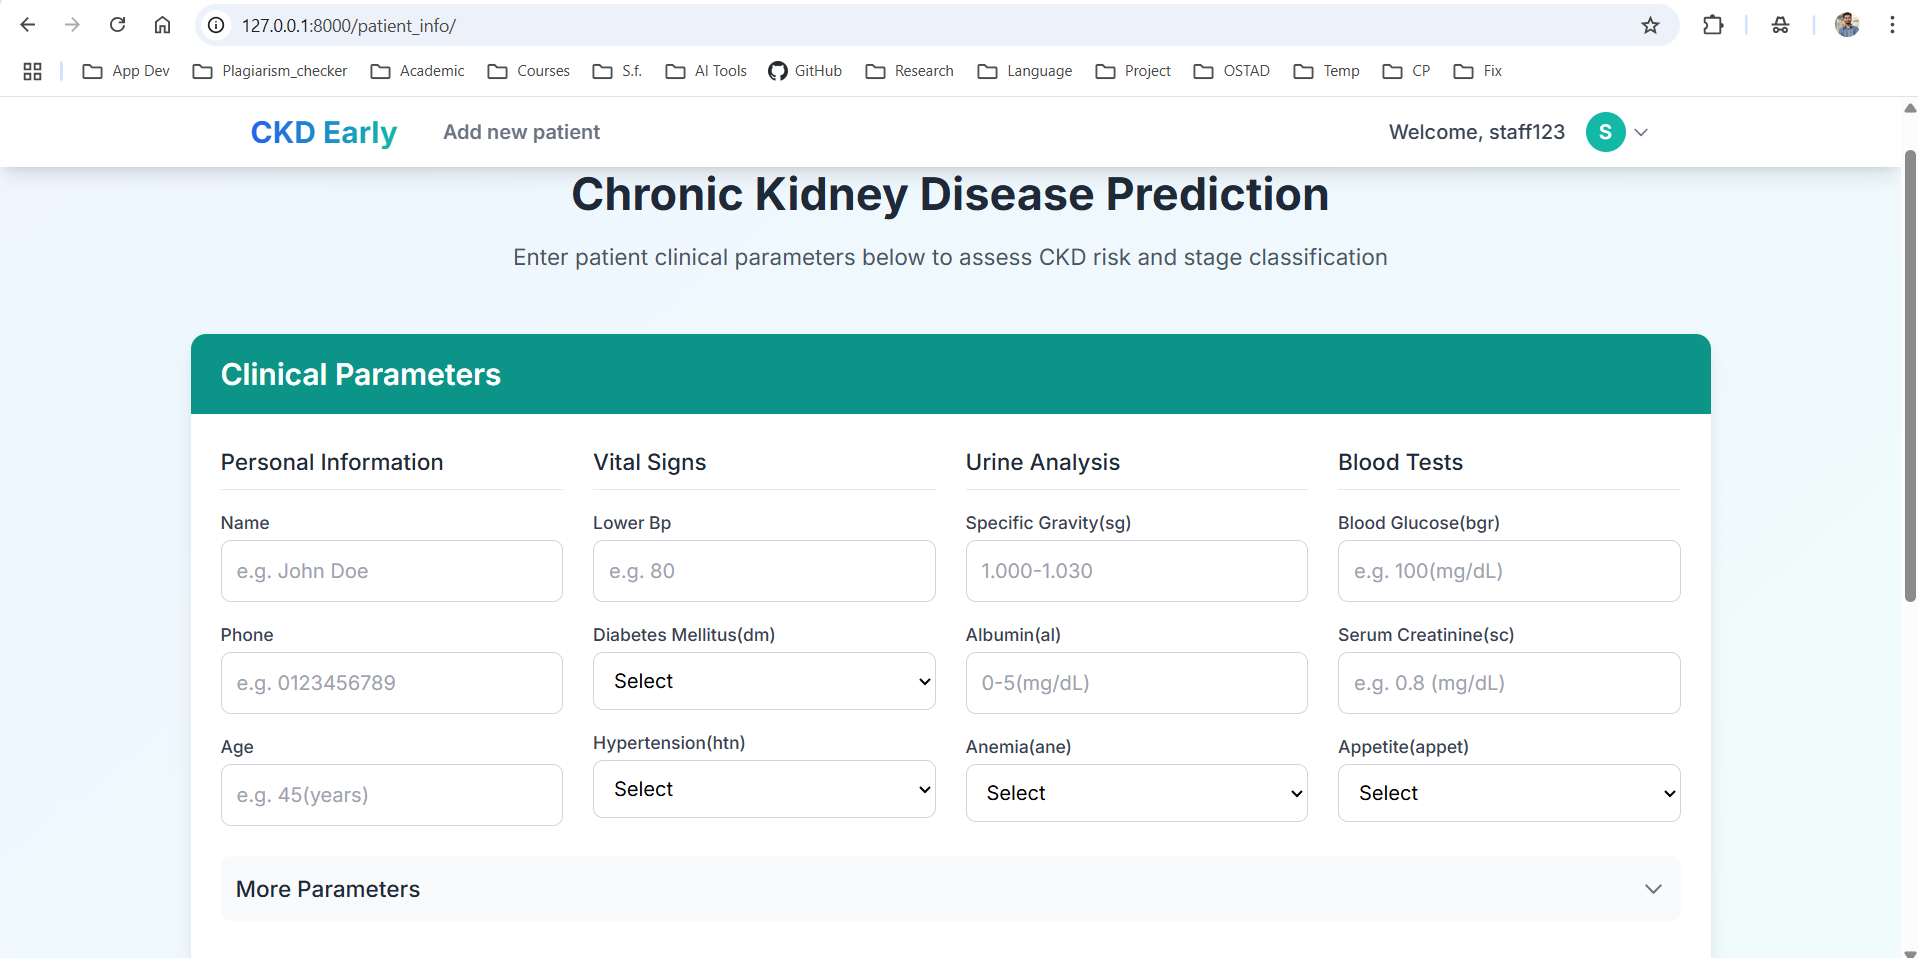 127.0.0.1:8000/patient_info/
App Dev Plagiarism_checker Academic Courses S.f. AI Tools GitHub Research Language Project OSTAD Temp CP Fix
CKD Early Add new patient Welcome, staff123 S
Chronic Kidney Disease Prediction
Enter patient clinical parameters below to assess CKD risk and stage classification
Clinical Parameters
Personal Information Vital Signs Urine Analysis Blood Tests
Name Lower Bp Specific Gravity(sg) Blood Glucose(bgr)
e.g. John Doe e.g. 80 1.000-1.030 e.g. 100(mg/dL)
Phone Diabetes Mellitus(dm) Albumin(al) Serum Creatinine(sc)
e.g. 0123456789 Select 0-5(mg/dL) e.g. 0.8 (mg/dL)
Age Hypertension(htn) Anemia(ane) Appetite(appet)
e.g. 45(years) Select Select Select
More Parameters